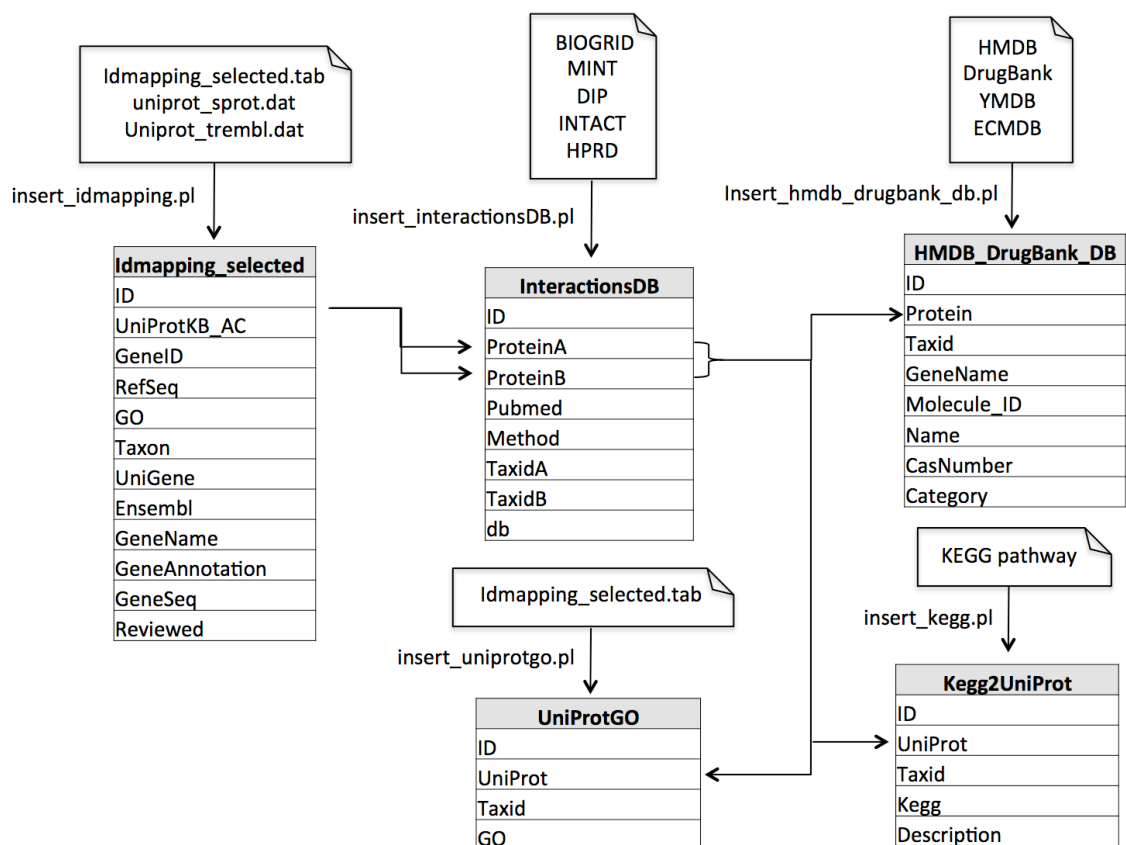 Idmapping_selected.tab
uniprot_sprot.dat
Uniprot_trembl.dat
insert_idmapping.pl
Idmapping_selected
ID
UniProtKB_AC
GeneID
RefSeq
GO
Taxon
UniGene
Ensembl
GeneName
GeneAnnotation
GeneSeq
Reviewed
BIOGRID
MINT
DIP
INTACT
HPRD
insert_interactionsDB.pl
InteractionsDB
ID
ProteinA
ProteinB
Pubmed
Method
TaxidA
TaxidB
db
HMDB
DrugBank
YMDB
ECMDB
Insert_hmdb_drugbank_db.pl
HMDB_DrugBank_DB
ID
Protein
Taxid
GeneName
Molecule_ID
Name
CasNumber
Category
Idmapping_selected.tab
insert_uniprotgo.pl
UniProtGO
ID
UniProt
Taxid
GO
KEGG pathway
insert_kegg.pl
Kegg2UniProt
ID
UniProt
Taxid
Kegg
Description